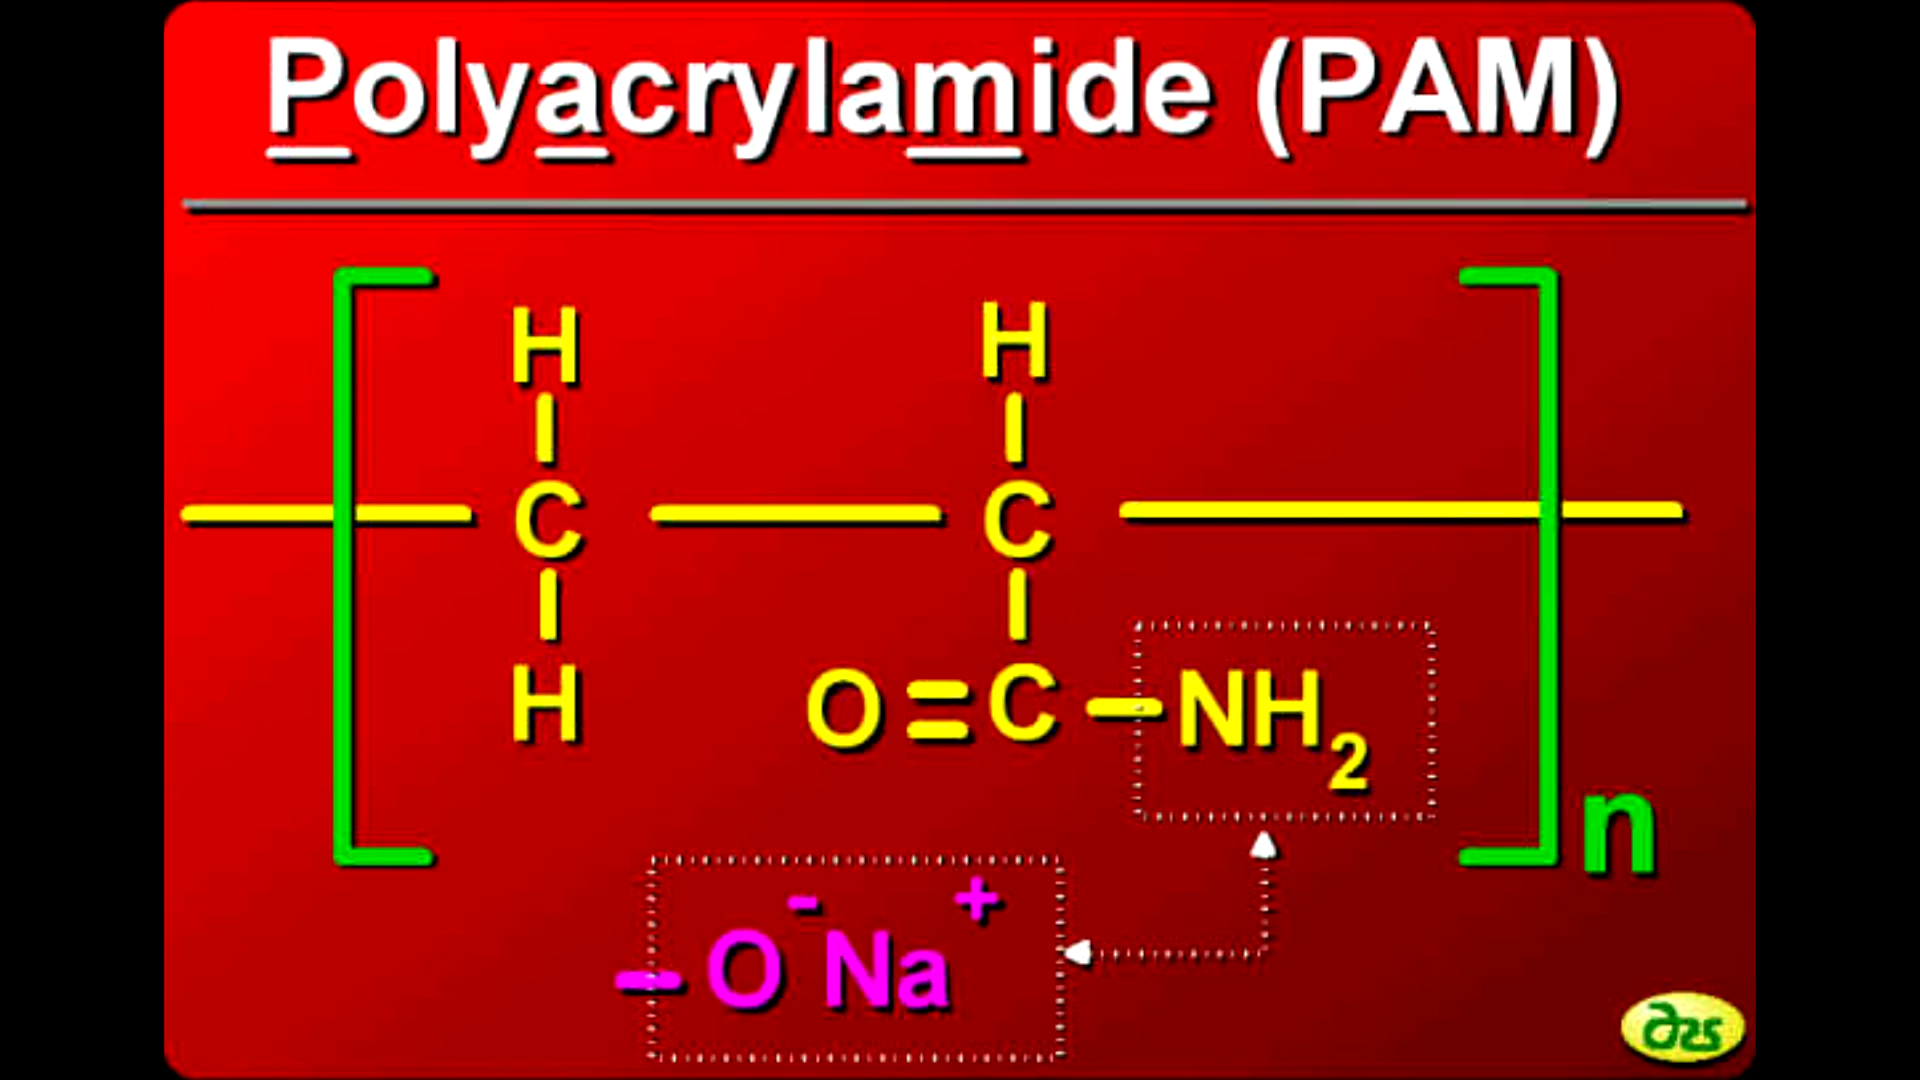 Polyacrylamide (PAM)
H H
C C
H O=C-NH2
n
-O-Na+